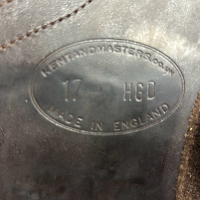 KENTANDMASTERS.co.uk
17 HGD
MADE IN ENGLAND